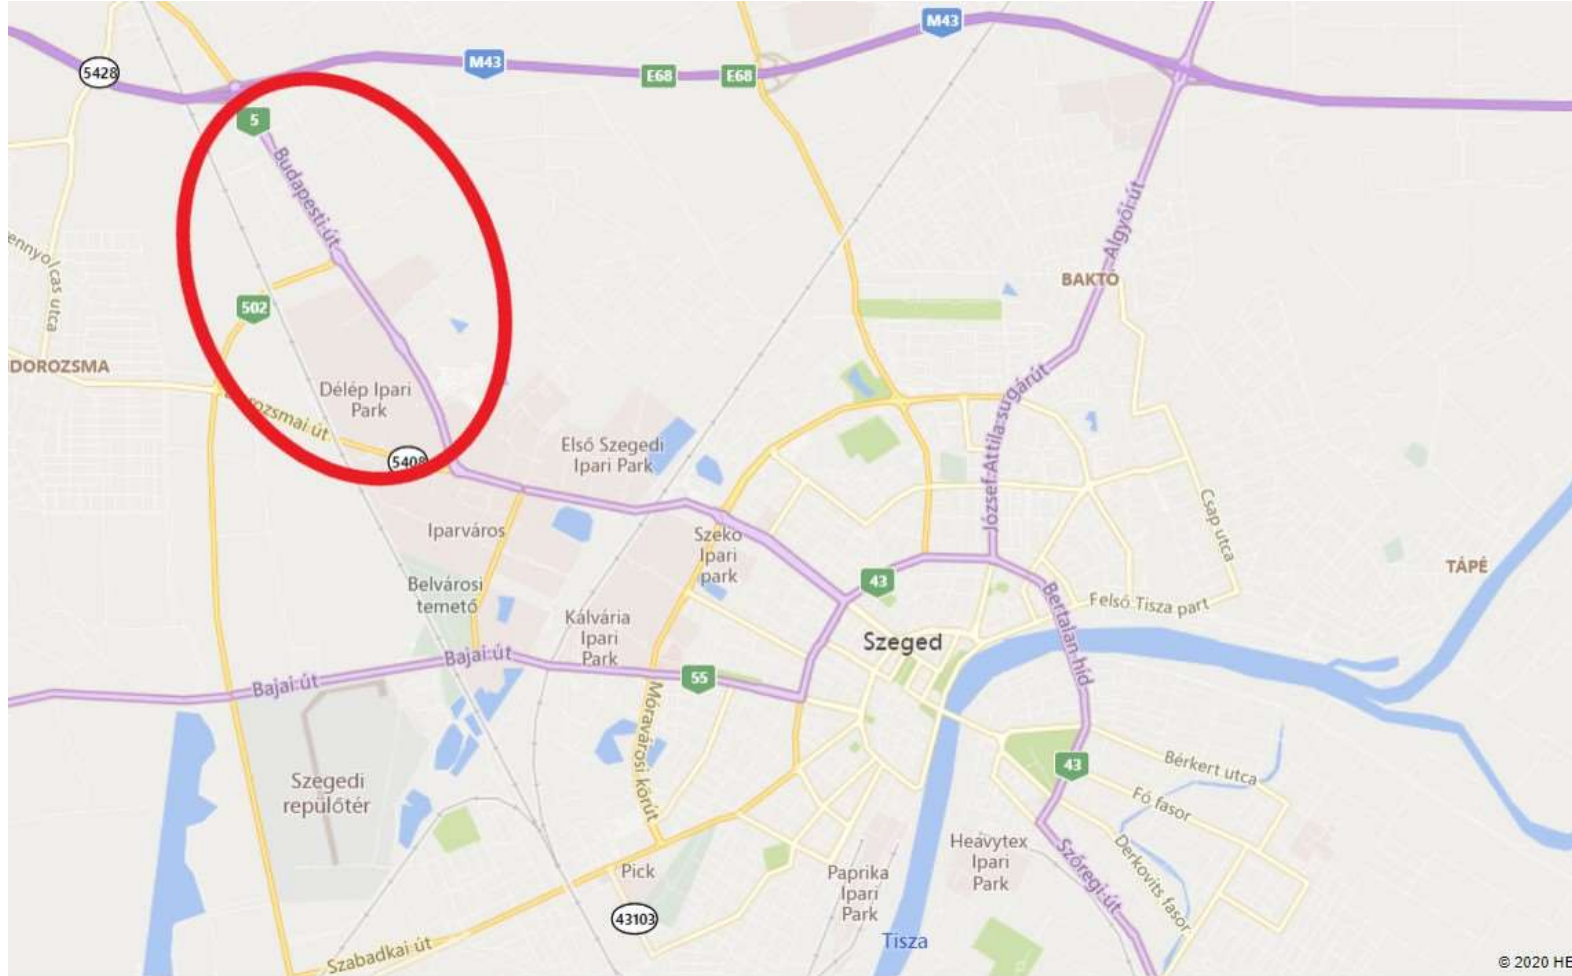 M43
5428
M43
E68
E68
5
Budapesti út
Algyői út
BAKTÓ
502
DOROZSMA
Délép Ipari
Park
József Attila sugárút
Első Szegedi
Ipari Park
5408
Csap utca
Iparváros
Szeko
Ipari
park
TÁPÉ
43
Belvárosi
temető
Felső Tisza part
Kálvária
Ipari
Park
Szeged
Bertalan híd
Bajai út
Bajai út
55
Móravárosi körút
Szegedi
repülőtér
43
Bérkert utca
Fő fasor
Heavytex
Ipari
Park
Derkovits fasor
Szőregi út
Pick
Paprika
Ipari
Park
43103
Tisza
Szabadkai út
© 2020 HE